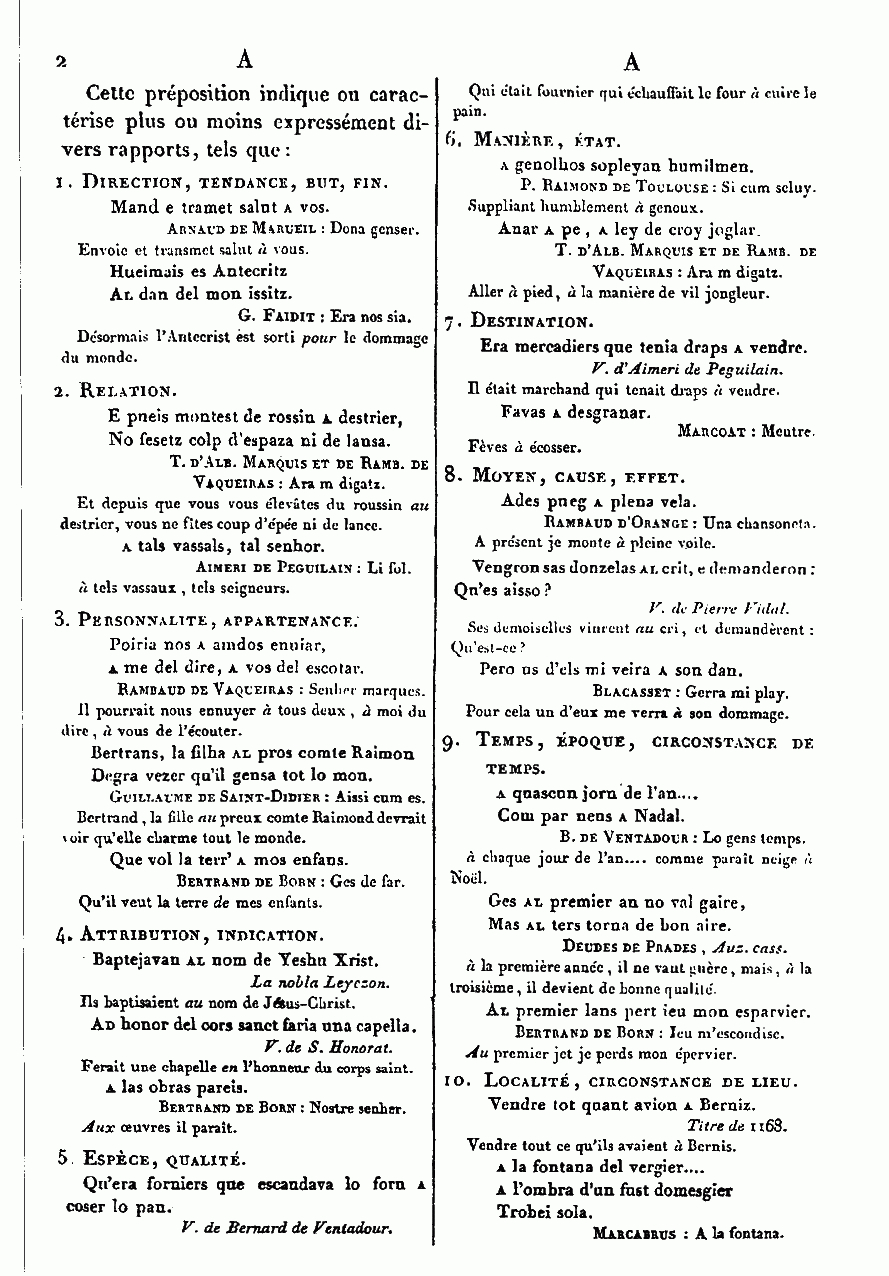 2 A A
Cette préposition indique ou carac-
térise plus ou moins expressément di-
vers rapports, tels que :
1. Direction, tendance, but, fin.
Mand e tramet salut a vos.
Arnaud de Marueil : Dona genser.
Envoie et transmet salut à vous.
Hueimais es Antecritz
Al dan del mon issitz.
G. Faidit : Era nos sia.
Désormais l'Antecrist est sorti pour le dommage
du monde.
2. Relation.
E pueis montest de rossin a destrier,
No fesetz colp d'espaza ni de lansa.
T. d'Alb. Marquis et de Ramb. de
Vaqueiras : Ara m digatz.
Et depuis que vous vous élevâtes du roussin au
destrier, vous ne fîtes coup d'épée ni de lance.
a tals vassals, tal senhor.
Aimeri de Peguilain : Li fol.
à tels vassaux, tels seigneurs.
3. Personnalite, appartenance.
Poiria nos a amdos enuiar,
a me del dire, a vos del escotar.
Rambaud de Vaqueiras : Senher marques.
Il pourrait nous ennuyer à tous deux, à moi du
dire, à vous de l'écouter.
Bertrans, la filha al pros comte Raimon
Degra vezer qu'il gensa tot lo mon.
Guillaume de Saint-Didier : Aissi cum es.
Bertrand, la fille au preux comte Raimond devrait
voir qu'elle charme tout le monde.
Que vol la terr' a mos enfans.
Bertrand de Born : Ges de far.
Qu'il veut la terre de mes enfants.
4. Attribution, indication.
Baptejavan al nom de Yeshu Xrist.
La nobla Leyczon.
Ils baptisaient au nom de Jésus-Christ.
Ad honor del cors sanct faria una capella.
V. de S. Honorat.
Ferait une chapelle en l'honneur du corps saint.
a las obras pareis.
Bertrand de Born : Nostre senher.
Aux œuvres il paraît.
5. Espèce, qualité.
Qu'era forniers que escandava lo forn a
coser lo pan.
V. de Bernard de Ventadour.
Qui était fournier qui échauffait le four à cuire le
pain.
6. Manière, état.
a genolhos sopleyan humilmen.
P. Raimond de Toulouse : Si cum seluy.
Suppliant humblement à genoux.
Anar a pe, a ley de croy joglar.
T. d'Alb. Marquis et de Ramb. de
Vaqueiras : Ara m digatz.
Aller à pied, à la manière de vil jongleur.
7. Destination.
Era mercadiers que tenia draps a vendre.
V. d'Aimeri de Peguilain.
Il était marchand qui tenait draps à vendre.
Favas a desgranar.
Marcoat : Mentre.
Fèves à écosser.
8. Moyen, cause, effet.
Ades pueg a plena vela.
Rambaud d'Orange : Una chansoneta.
A présent je monte à pleine voile.
Vengron sas donzelas al crit, e demanderon :
Qu'es aisso ?
V. de Pierre Vidal.
Ses demoiselles vinrent au cri, et demandèrent :
Qu'est-ce ?
Pero us d'els mi veira a son dan.
Blacasset : Gerra mi play.
Pour cela un d'eux me verra à son dommage.
9. Temps, époque, circonstance de
temps.
a quascun jorn de l'an....
Com par neus a Nadal.
B. de Ventadour : Lo gens temps.
à chaque jour de l'an.... comme paraît neige à
Noël.
Ges al premier an no val gaire,
Mas al ters torna de bon aire.
Deudes de Prades, Auz. cass.
à la première année, il ne vaut guère, mais, à la
troisième, il devient de bonne qualité.
Al premier lans pert ieu mon esparvier.
Bertrand de Born : Ieu m'escondisc.
Au premier jet je perds mon épervier.
10. Localité, circonstance de lieu.
Vendre tot quant avion a Berniz.
Titre de 1168.
Vendre tout ce qu'ils avaient à Bernis.
a la fontana del vergier....
a l'ombra d'un fust domesgier
Trobei sola.
Marcabrus : A la fontana.